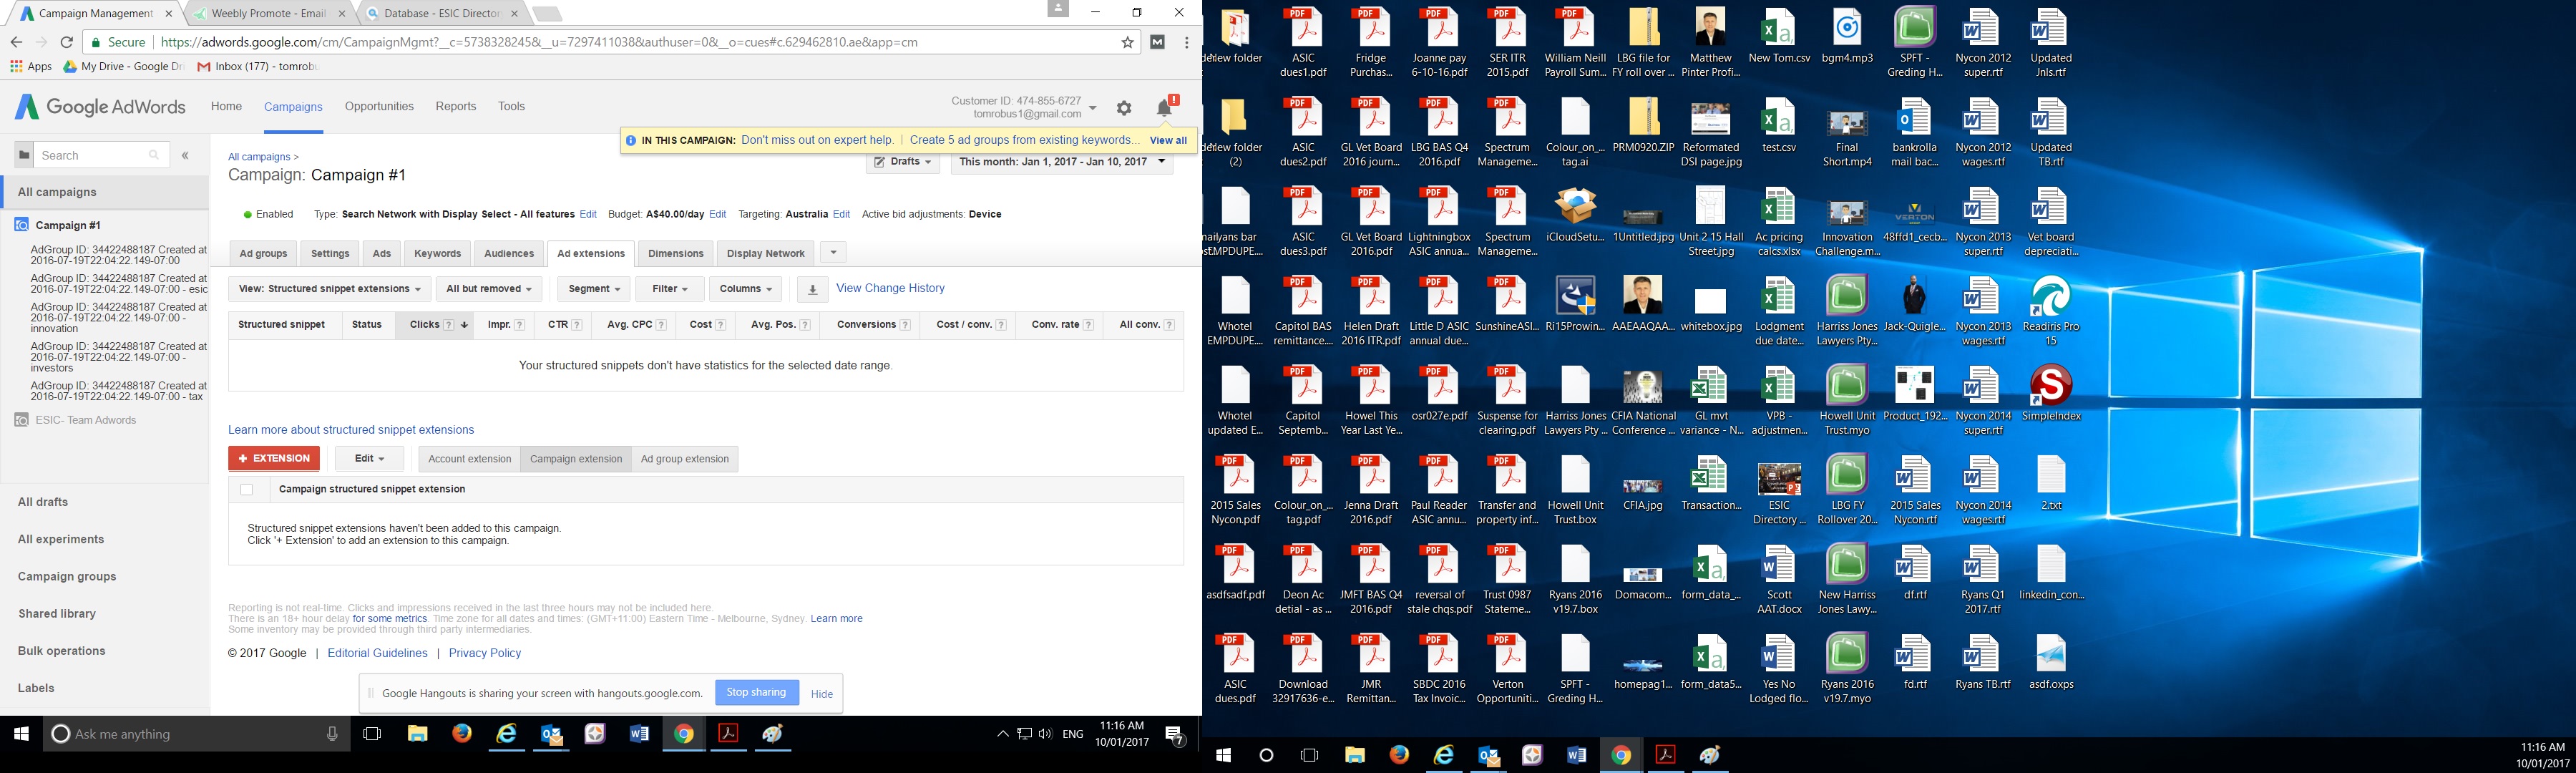 Campaign Management
Weebly Promote - Email
Database - ESIC Director
Secure
https://adwords.google.com/cm/CampaignMgmt?__c=5738328245&__u=7297411038&authuser=0&__o=cues#c.629462810.ae&app=cm
Apps
My Drive - Google Dr
Inbox (177) - tomrob
Google AdWords
Home
Campaigns
Opportunities
Reports
Tools
Customer ID: 474-855-6727
tomrobus1@gmail.com
IN THIS CAMPAIGN: Don't miss out on expert help. | Create 5 ad groups from existing keywords... View all
Search
All campaigns >
Campaign: Campaign #1
Drafts
This month: Jan 1, 2017 - Jan 10, 2017
All campaigns
Campaign #1
AdGroup ID: 34422488187 Created at
2016-07-19T22:04:22.149-07:00
AdGroup ID: 34422488187 Created at
2016-07-19T22:04:22.149-07:00 - esic
AdGroup ID: 34422488187 Created at
2016-07-19T22:04:22.149-07:00 -
innovation
AdGroup ID: 34422488187 Created at
2016-07-19T22:04:22.149-07:00 -
investors
AdGroup ID: 34422488187 Created at
2016-07-19T22:04:22.149-07:00 - tax
ESIC- Team Adwords
All drafts
All experiments
Campaign groups
Shared library
Bulk operations
Labels
Enabled Type: Search Network with Display Select - All features Edit Budget: A$40.00/day Edit Targeting: Australia Edit Active bid adjustments: Device
Ad groups
Settings
Ads
Keywords
Audiences
Ad extensions
Dimensions
Display Network
View: Structured snippet extensions
All but removed
Segment
Filter
Columns
View Change History
Structured snippet Status Clicks ? Impr. ? CTR ? Avg. CPC ? Cost ? Avg. Pos. ? Conversions ? Cost / conv. ? Conv. rate ? All conv. ?
Your structured snippets don't have statistics for the selected date range.
Learn more about structured snippet extensions
+ EXTENSION
Edit
Account extension
Campaign extension
Ad group extension
Campaign structured snippet extension
Structured snippet extensions haven't been added to this campaign.
Click '+ Extension' to add an extension to this campaign.
Reporting is not real-time. Clicks and impressions received in the last three hours may not be included here.
There is an 18+ hour delay for some metrics. Time zone for all dates and times: (GMT+11:00) Eastern Time - Melbourne, Sydney. Learn more
Some inventory may be provided through third party intermediaries.
© 2017 Google | Editorial Guidelines | Privacy Policy
Google Hangouts is sharing your screen with hangouts.google.com.
Stop sharing
Hide
Ask me anything
ENG
11:16 AM
10/01/2017
7
New folder
ASIC
dues1.pdf
Fridge
Purchas...
Joanne pay
6-10-16.pdf
SER ITR
2015.pdf
William Neill
Payroll Sum...
LBG file for
FY roll over ...
Matthew
Pinter Profi...
New Tom.csv
bgm4.mp3
SPFT -
Greding H...
Nycon 2012
super.rtf
Updated
Jnls.rtf
New folder
(2)
ASIC
dues2.pdf
GL Vet Board
2016 journ...
LBG BAS Q4
2016.pdf
Spectrum
Manageme...
Colour_on_...
tag.ai
PRM0920.ZIP
Reformated
DSI page.jpg
test.csv
Final
Short.mp4
bankrolla
mail bac...
Nycon 2012
wages.rtf
Updated
TB.rtf
ryans bar
EMPDUPE...
ASIC
dues3.pdf
GL Vet Board
2016.pdf
Lightningbox
ASIC annua...
Spectrum
Manageme...
iCloudSetu...
1Untitled.jpg
Unit 2 15 Hall
Street.jpg
Ac pricing
calcs.xlsx
Innovation
Challenge.m...
VERTON
48ffd1_cecb...
Nycon 2013
super.rtf
Vet board
depreciati...
Whotel
EMPDUPE...
Capitol BAS
remittance....
Helen Draft
2016 ITR.pdf
Little D ASIC
annual due...
SunshineASI...
Ri15Prowin...
AAEAAQAA...
whitebox.jpg
Lodgment
due date...
Harriss Jones
Lawyers Pty...
Jack-Quigle...
Nycon 2013
wages.rtf
Readiris Pro
15
Whotel
updated E...
Capitol
Septemb...
Howel This
Year Last Ye...
osr027e.pdf
Suspense for
clearing.pdf
Harriss Jones
Lawyers Pty ...
CFIA National
Conference ...
GL mvt
variance - N...
VPB -
adjustmen...
Howell Unit
Trust.myo
Product_192...
Nycon 2014
super.rtf
SimpleIndex
2015 Sales
Nycon.pdf
Colour_on_...
tag.pdf
Jenna Draft
2016.pdf
Paul Reader
ASIC annu...
Transfer and
property inf...
Howell Unit
Trust.box
CFIA.jpg
Transaction...
ESIC
Directory ...
LBG FY
Rollover 20...
2015 Sales
Nycon.rtf
Nycon 2014
wages.rtf
2.txt
asdfsadf.pdf
Deon Ac
detial - as ...
JMFT BAS Q4
2016.pdf
reversal of
stale chqs.pdf
Trust 0987
Stateme...
Ryans 2016
v19.7.box
Domacom...
form_data_...
Scott
AAT.docx
New Harriss
Jones Lawy...
df.rtf
Ryans Q1
2017.rtf
linkedin_con...
ASIC
dues.pdf
Download
32917636-e...
JMR
Remittan...
SBDC 2016
Tax Invoic...
Verton
Opportuniti...
SPFT -
Greding H...
homepag1...
form_data5...
Yes No
Lodged flo...
Ryans 2016
v19.7.myo
fd.rtf
Ryans TB.rtf
asdf.oxps
11:16 AM
10/01/2017